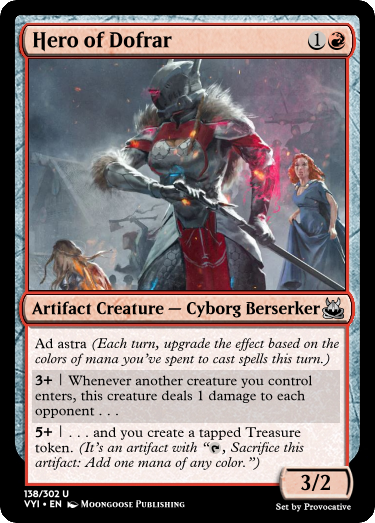 Hero of Dofrar
1
Artifact Creature — Cyborg Berserker
Ad astra (Each turn, upgrade the effect based on the
colors of mana you've spent to cast spells this turn.)
3+ | Whenever another creature you control
enters, this creature deals 1 damage to each
opponent . . .
5+ | . . . and you create a tapped Treasure
token. (It's an artifact with “, Sacrifice this
artifact: Add one mana of any color.”)
3/2
138/302 U
VYI • EN Moongoose Publishing
Set by Provocative